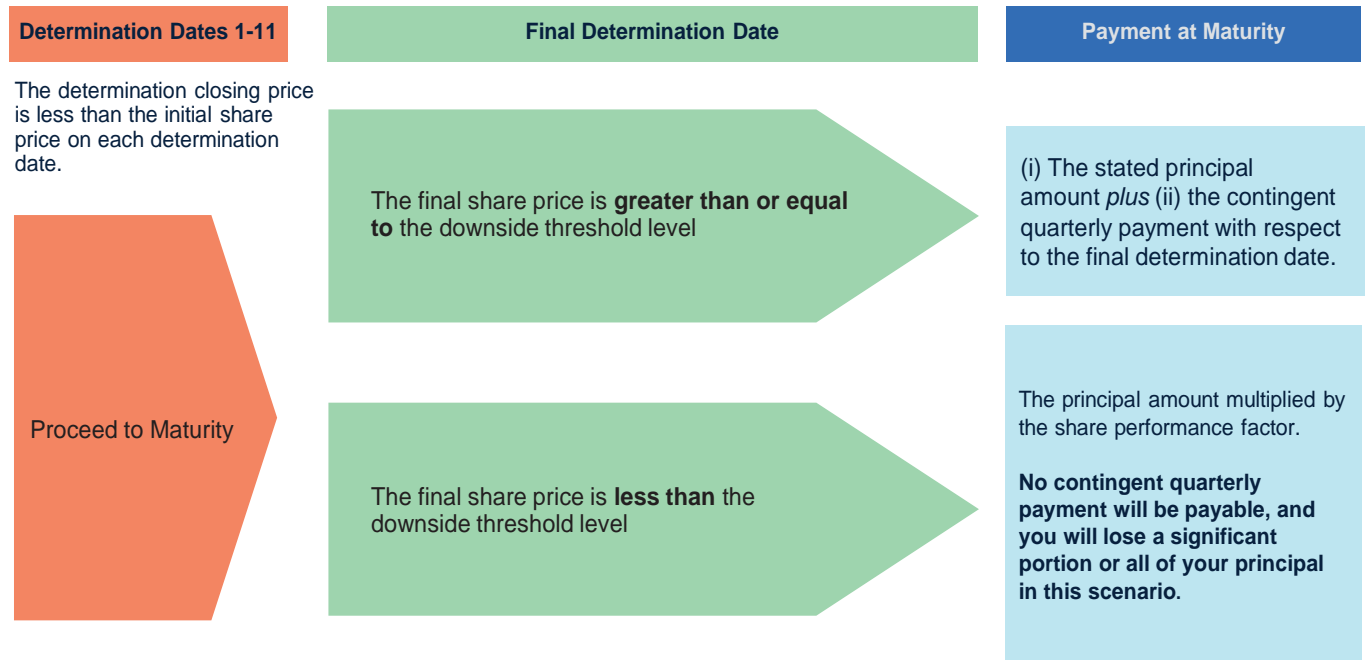 Determination Dates 1-11
Final Determination Date
Payment at Maturity
The determination closing price
is less than the initial share
price on each determination
date.
Proceed to Maturity
The final share price is greater than or equal
to the downside threshold level
(i) The stated principal
amount plus (ii) the contingent
quarterly payment with respect
to the final determination date.
The final share price is less than the
downside threshold level
The principal amount multiplied by
the share performance factor.
No contingent quarterly
payment will be payable, and
you will lose a significant
portion or all of your principal
in this scenario.